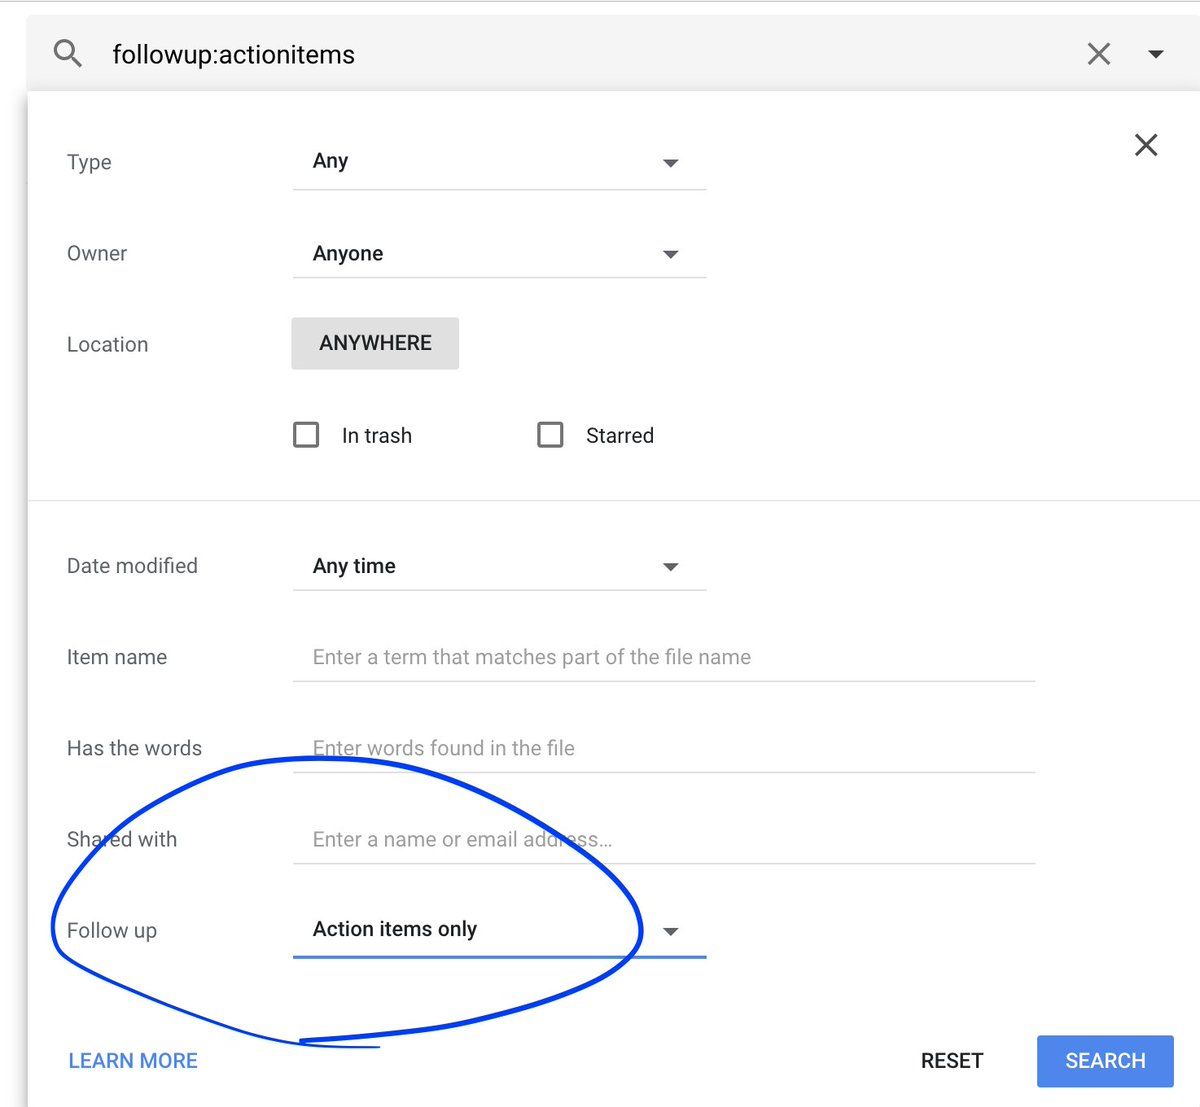 followup:actionitems
Type Any
Owner Anyone
Location ANYWHERE
In trash Starred
Date modified Any time
Item name Enter a term that matches part of the file name
Has the words Enter words found in the file
Shared with Enter a name or email address...
Follow up Action items only
LEARN MORE RESET SEARCH